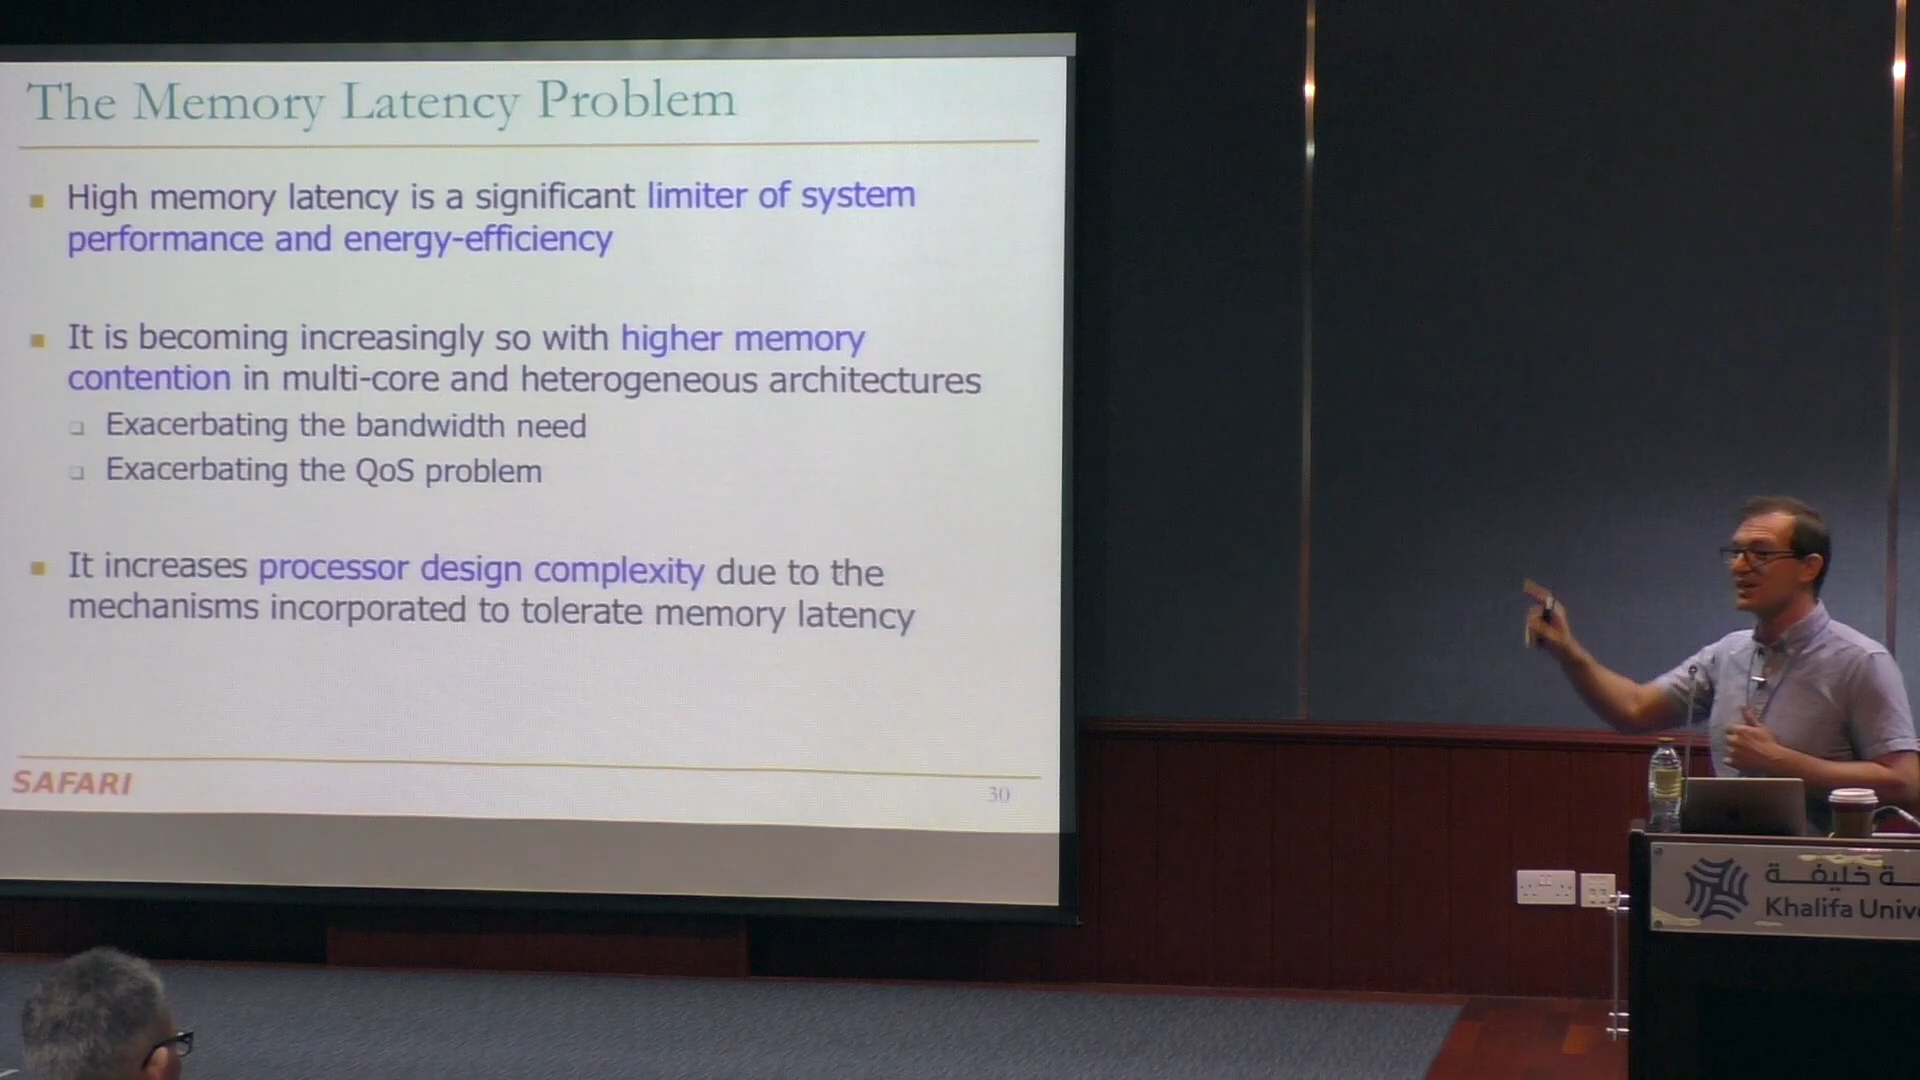 The Memory Latency Problem
High memory latency is a significant limiter of system
performance and energy-efficiency
It is becoming increasingly so with higher memory
contention in multi-core and heterogeneous architectures
Exacerbating the bandwidth need
Exacerbating the QoS problem
It increases processor design complexity due to the
mechanisms incorporated to tolerate memory latency
SAFARI
30
خليفة
Khalifa